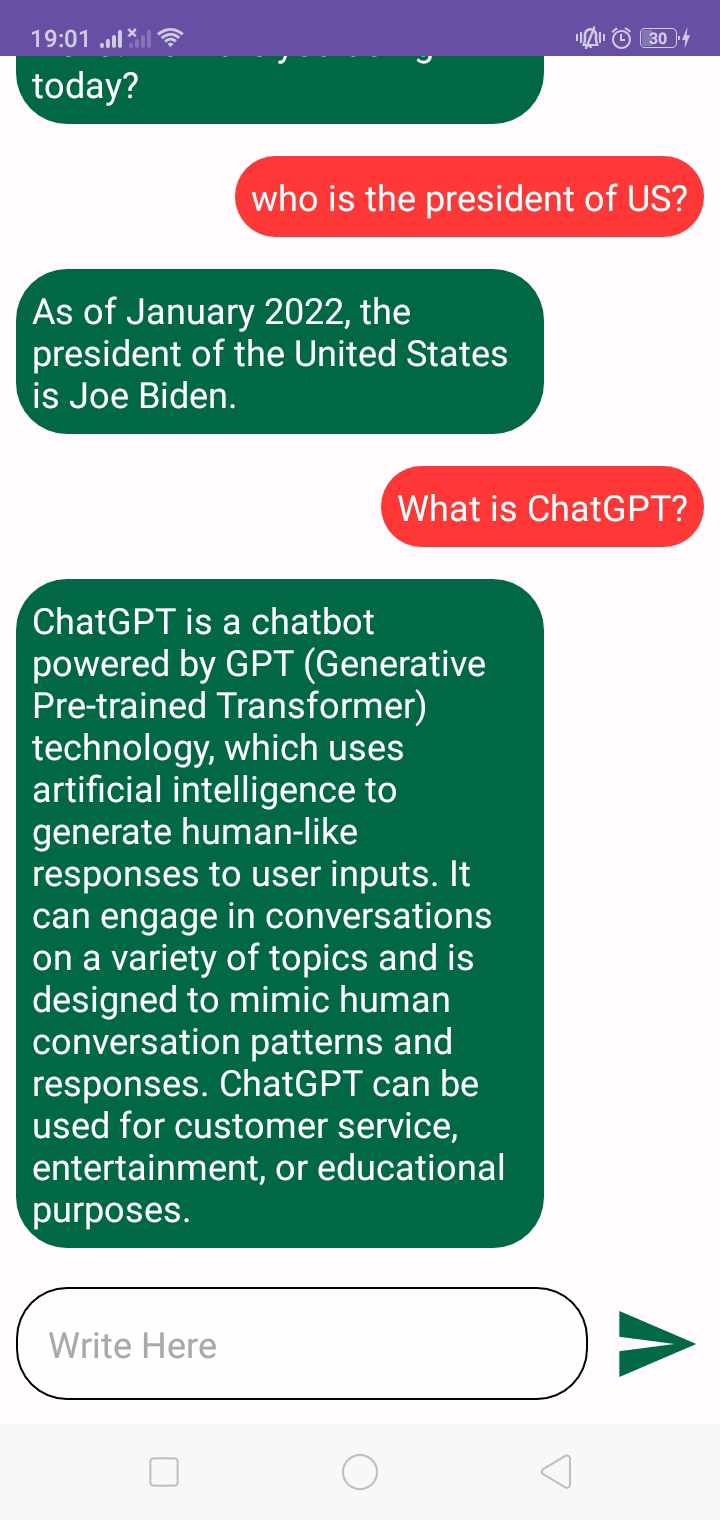 19:01
30
today?
who is the president of US?
As of January 2022, the
president of the United States
is Joe Biden.
What is ChatGPT?
ChatGPT is a chatbot
powered by GPT (Generative
Pre-trained Transformer)
technology, which uses
artificial intelligence to
generate human-like
responses to user inputs. It
can engage in conversations
on a variety of topics and is
designed to mimic human
conversation patterns and
responses. ChatGPT can be
used for customer service,
entertainment, or educational
purposes.
Write Here